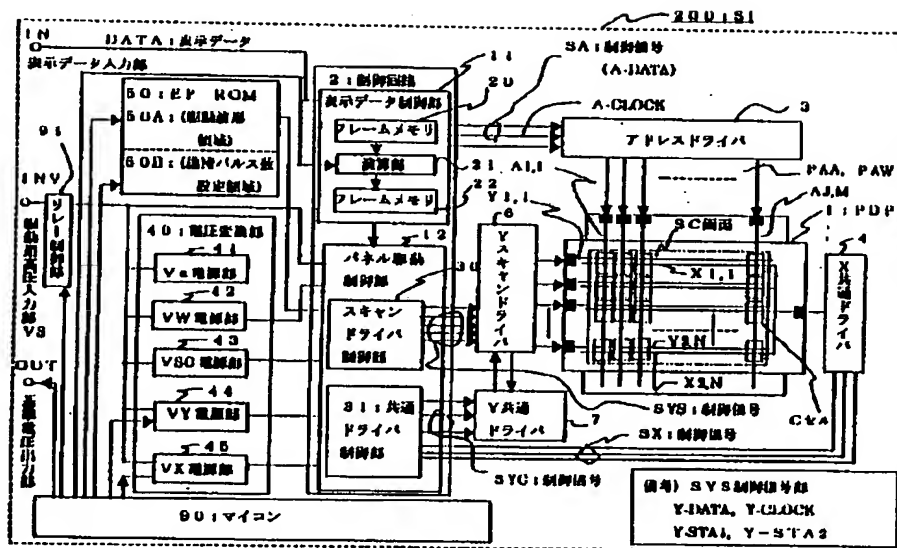 200:S1
IN
DATA:表示データ
表示データ入力部
SA:制御信号
(A-DATA)
A-CLOCK
11
20
2:制御回路
表示データ制御部
フレームメモリ
演算部
21
フレームメモリ
22
3
アドレスドライバ
PAA, PAW
AJ,M
1:PDP
A1,1
Y1,1
6
50:EP ROM
50A:(駆動波形
領域)
50B:(維持パルス数
設定領域)
91
INV
リレー制御部
VS
40:電圧変換部
41
Va電源部
42
VW電源部
43
VSC電源部
44
VY電源部
45
VX電源部
OUT
12
パネル駆動
制御部
30
スキャン
ドライバ
制御部
31:共通
ドライバ
制御部
Yスキャンドライバ
SC画面
X1,1
4
X共通ドライバ
Y2,N
X2,N
Cセル
Y共通
ドライバ
7
SYS:制御信号
SX:制御信号
SYC:制御信号
90:マイコン
備考) SYS制御信号部
Y-DATA, Y-CLOCK
Y-STA1, Y-STA2